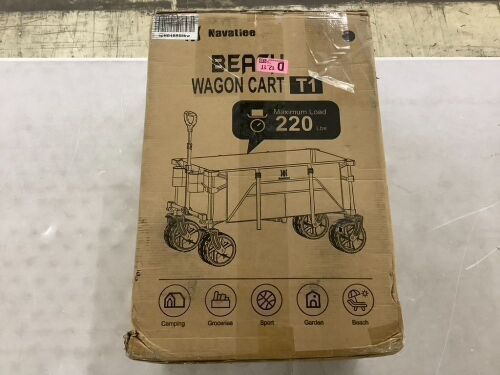 Navatiee
BEACH
WAGON CART T1
Maximum Load
220 Lbs
Camping
Groceries
Sport
Garden
Beach